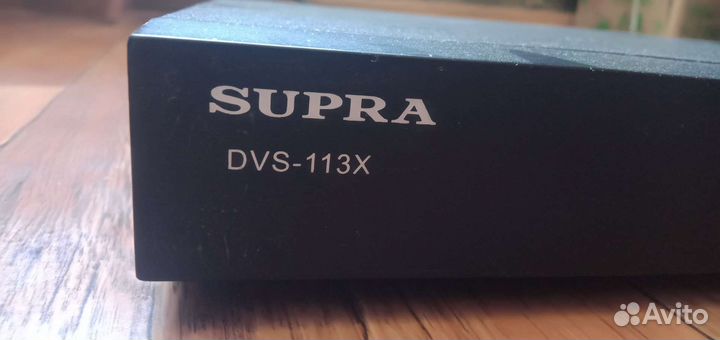 SUPRA
DVS-113X
Avito